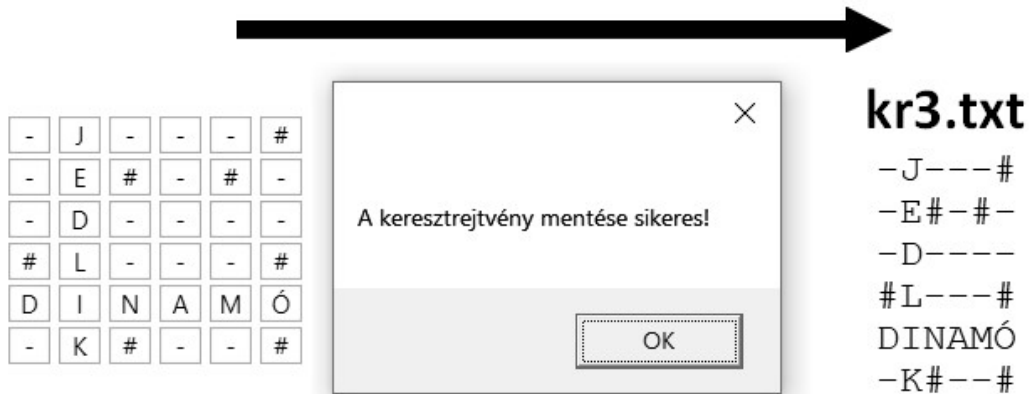 - J - - - #
- E # - # -
- D - - - -
# L - - - #
D I N A M Ó
- K # - - #
A keresztrejtvény mentése sikeres!
OK
kr3.txt
-J---#
-E#-#-
-D----
#L---#
DINAMÓ
-K#--#